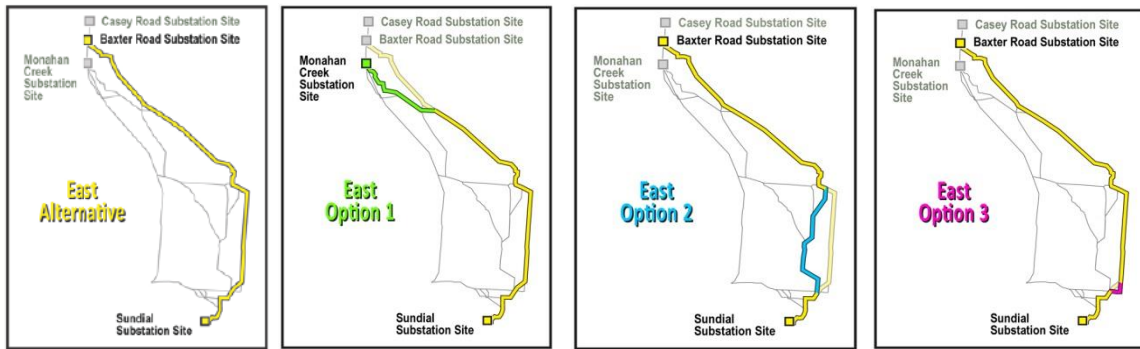 Casey Road Substation Site
Baxter Road Substation Site
Monahan
Creek
Substation
Site
East
Alternative
Sundial
Substation Site
Casey Road Substation Site
Baxter Road Substation Site
Monahan
Creek
Substation
Site
East
Option 1
Sundial
Substation Site
Casey Road Substation Site
Baxter Road Substation Site
Monahan
Creek
Substation
Site
East
Option 2
Sundial
Substation Site
Casey Road Substation Site
Baxter Road Substation Site
Monahan
Creek
Substation
Site
East
Option 3
Sundial
Substation Site